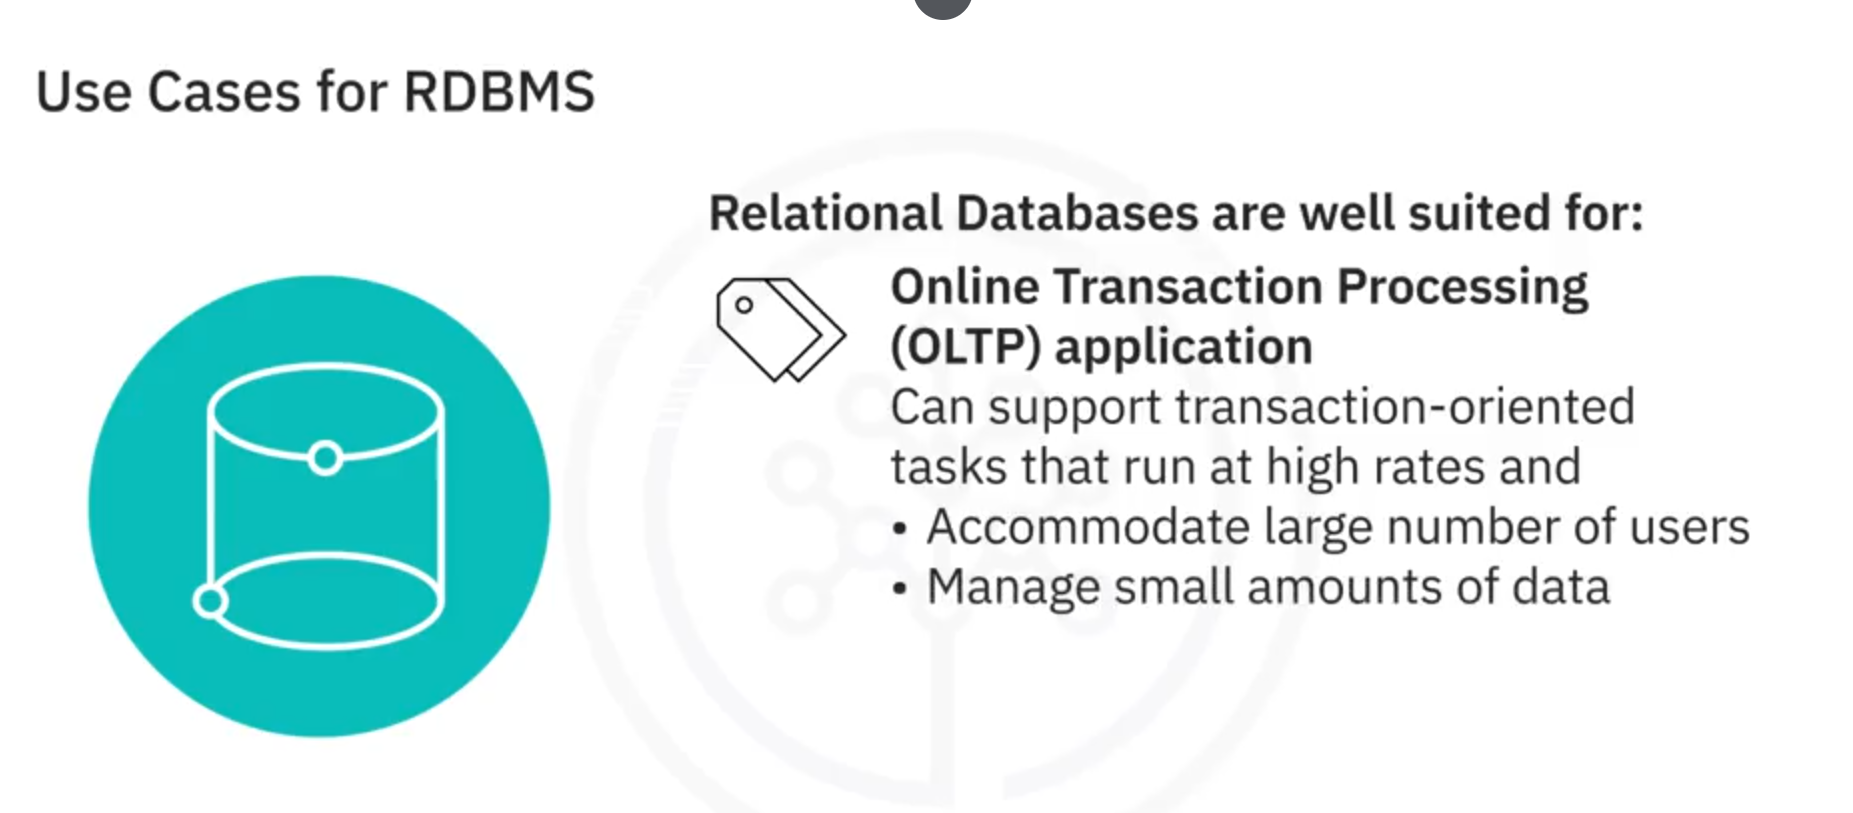 Use Cases for RDBMS
Relational Databases are well suited for:
Online Transaction Processing
(OLTP) application
Can support transaction-oriented
tasks that run at high rates and
• Accommodate large number of users
• Manage small amounts of data